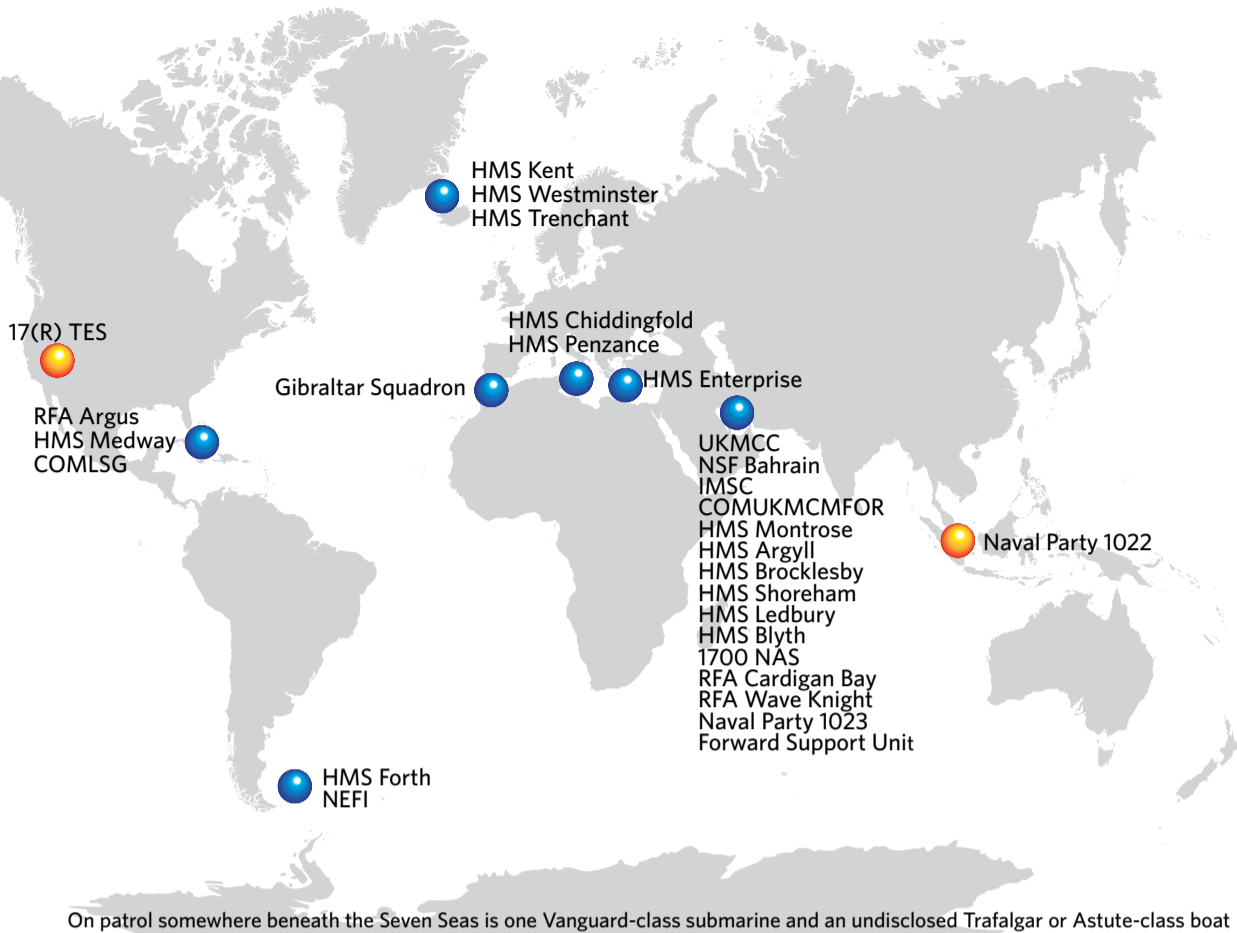 HMS Kent
HMS Westminster
HMS Trenchant
17(R) TES
HMS Chiddingfold
HMS Penzance
Gibraltar Squadron
HMS Enterprise
RFA Argus
HMS Medway
COMLSG
UKMCC
NSF Bahrain
IMSC
COMUKMCMFOR
HMS Montrose
HMS Argyll
HMS Brocklesby
HMS Shoreham
HMS Ledbury
HMS Blyth
1700 NAS
RFA Cardigan Bay
RFA Wave Knight
Naval Party 1023
Forward Support Unit
Naval Party 1022
HMS Forth
NEFI
On patrol somewhere beneath the Seven Seas is one Vanguard-class submarine and an undisclosed Trafalgar or Astute-class boat